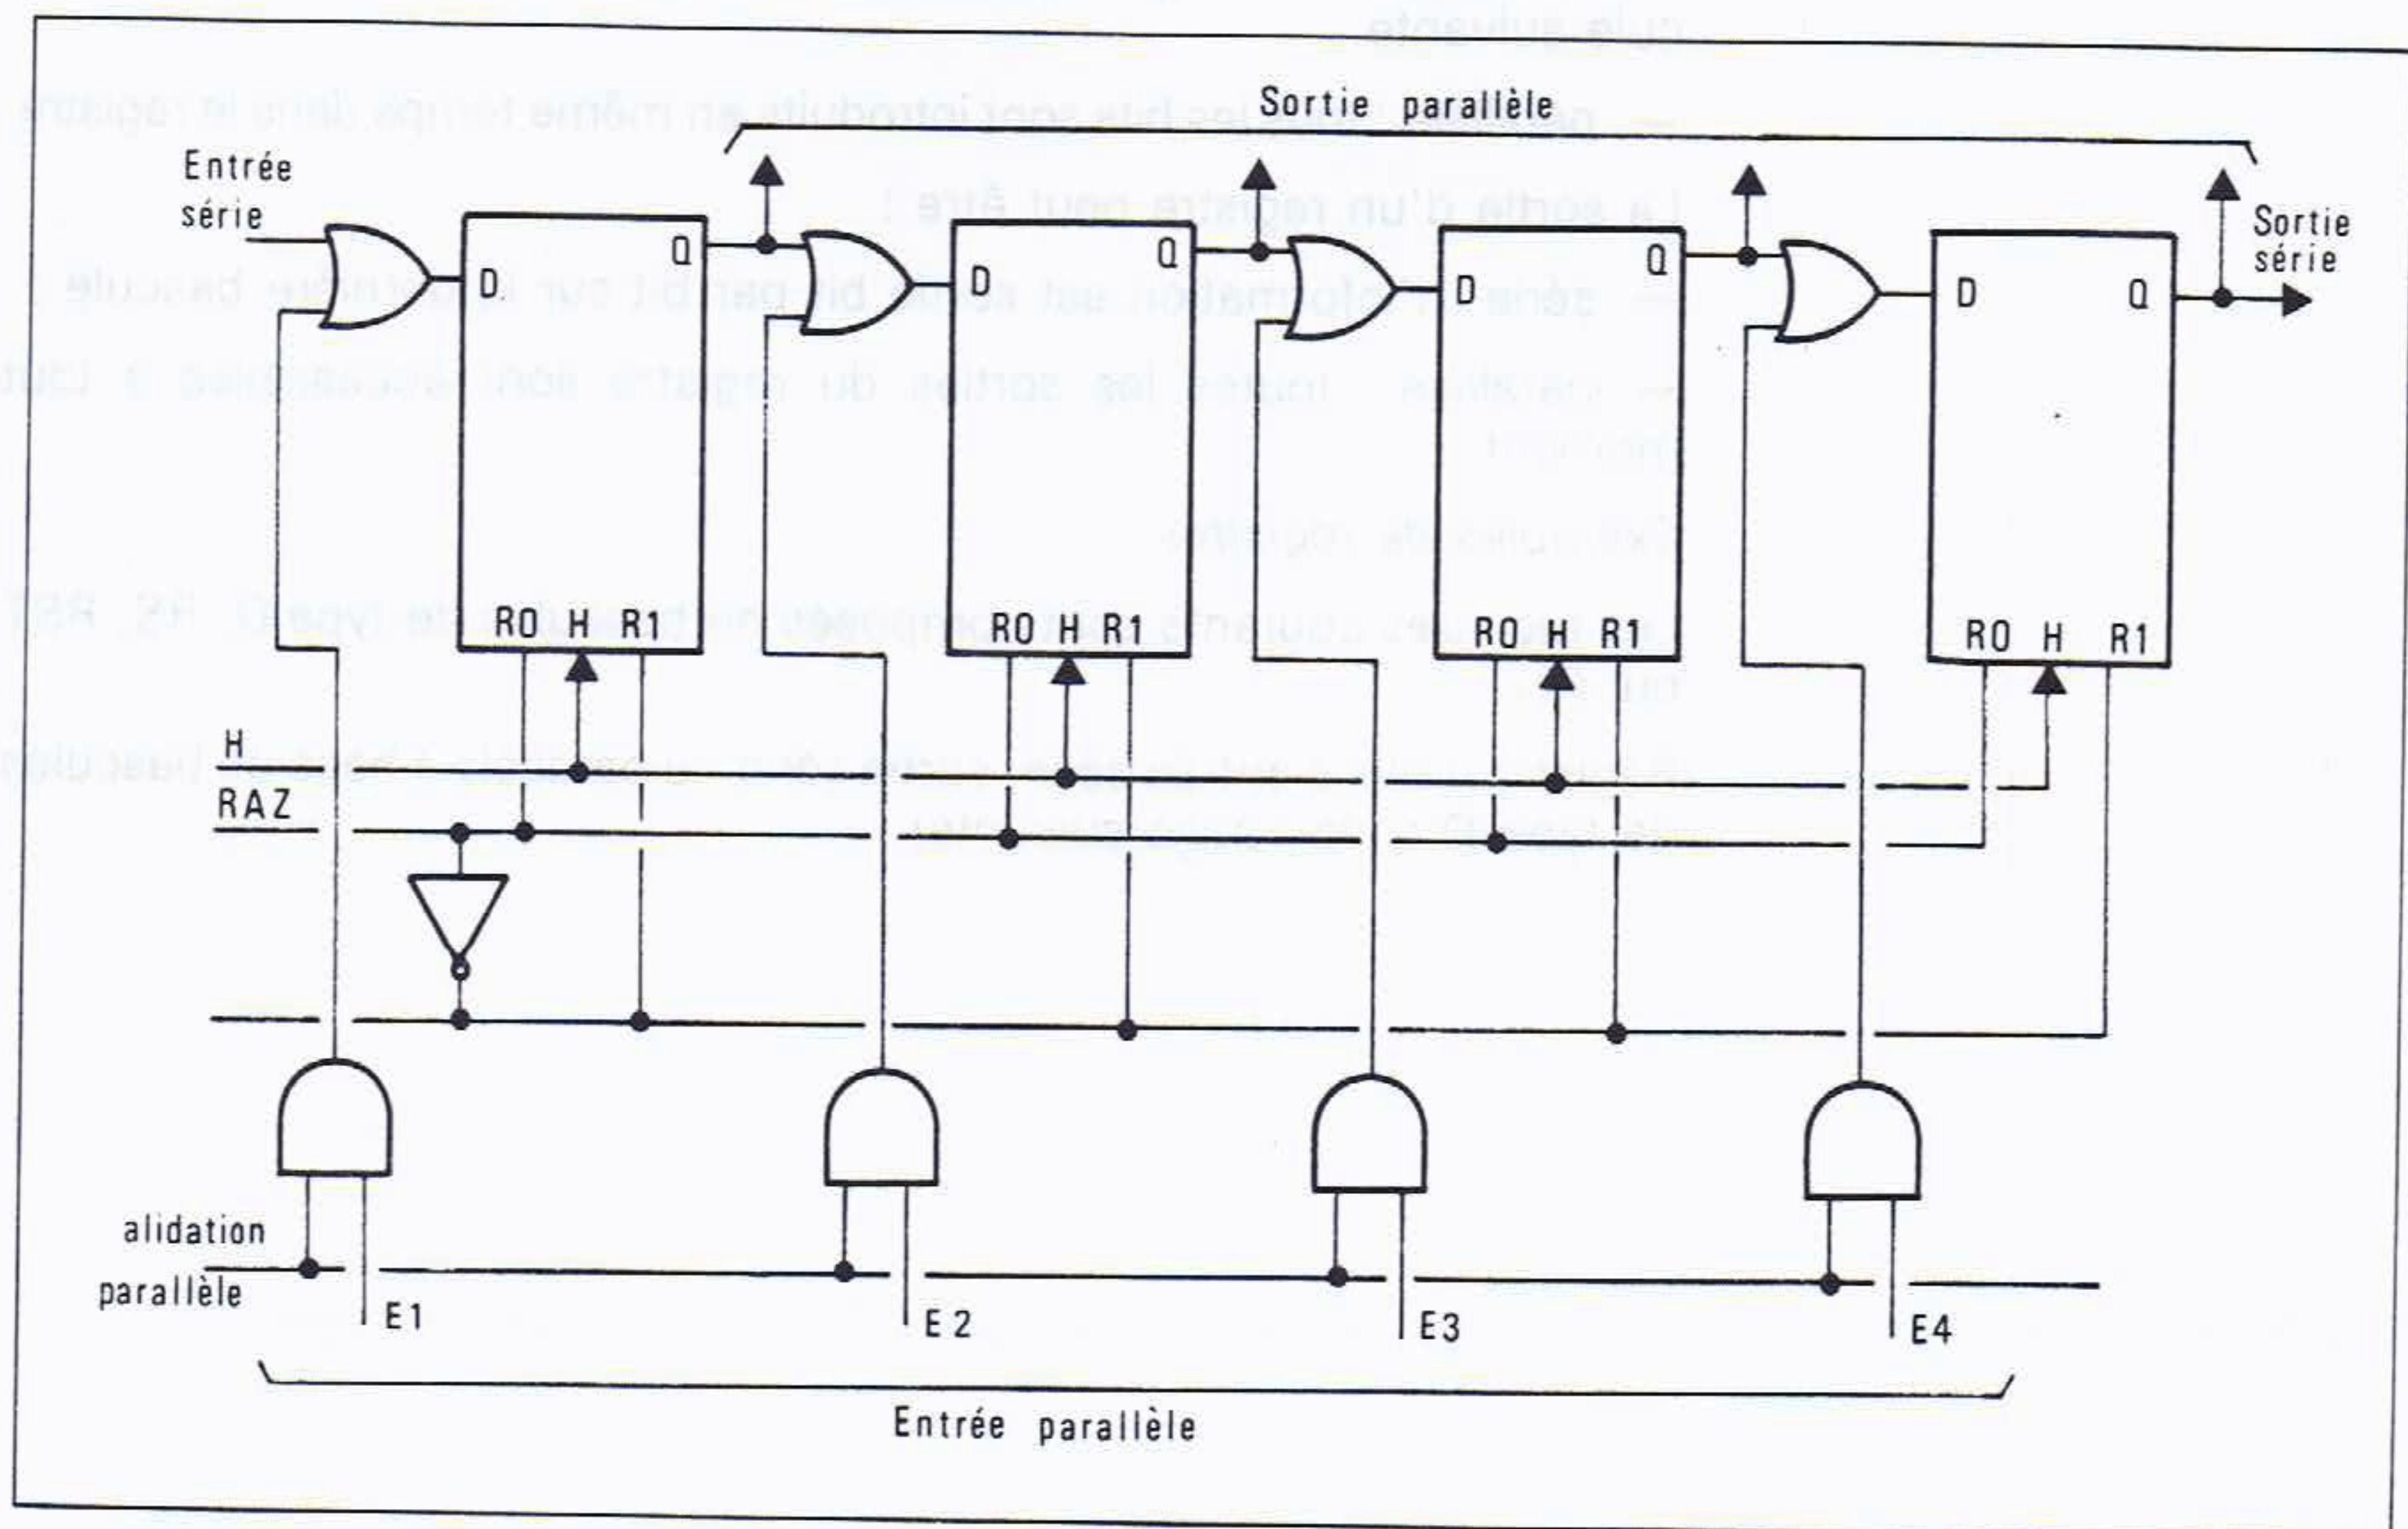 Sortie parallèle
Entrée
série
Sortie
série
D Q
D Q
D Q
D Q
R0 H R1
R0 H R1
R0 H R1
R0 H R1
H
RAZ
alidation
parallèle
E1
E2
E3
E4
Entrée parallèle